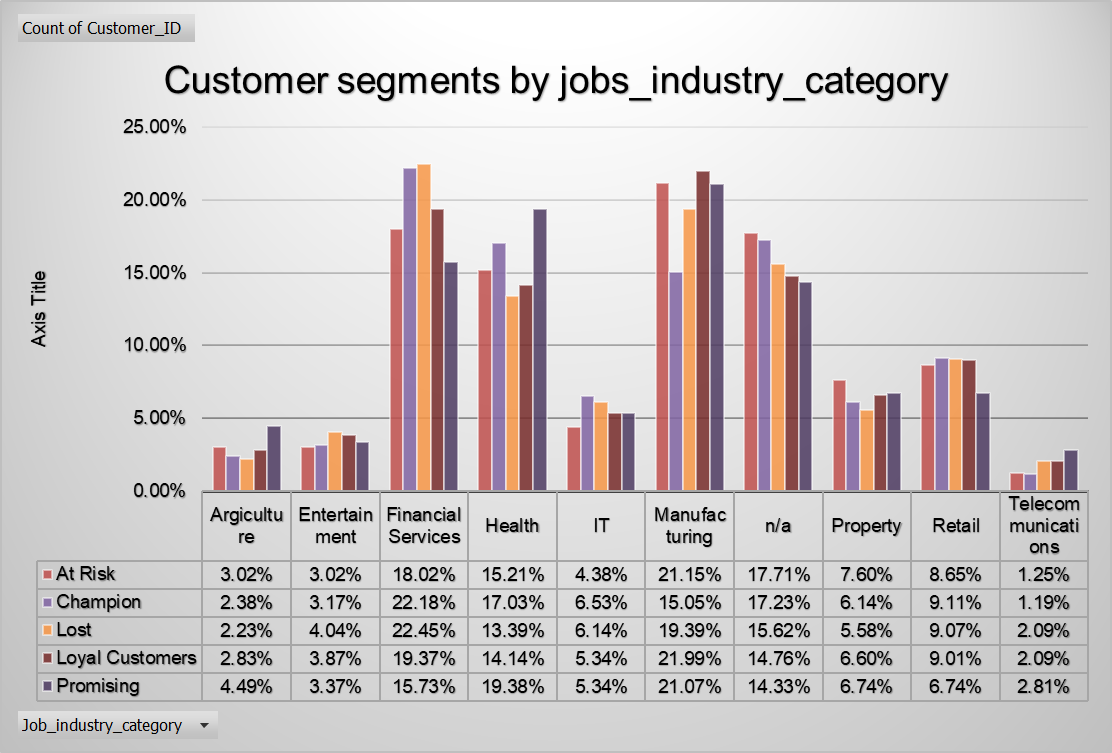 Count of Customer_ID
Customer segments by jobs_industry_category
Axis Title
25.00%
20.00%
15.00%
10.00%
5.00%
0.00%
Argicultu
re
Entertain
ment
Financial
Services
Health
IT
Manufac
turing
n/a
Property
Retail
Telecom
municati
ons
At Risk 3.02% 3.02% 18.02% 15.21% 4.38% 21.15% 17.71% 7.60% 8.65% 1.25%
Champion 2.38% 3.17% 22.18% 17.03% 6.53% 15.05% 17.23% 6.14% 9.11% 1.19%
Lost 2.23% 4.04% 22.45% 13.39% 6.14% 19.39% 15.62% 5.58% 9.07% 2.09%
Loyal Customers 2.83% 3.87% 19.37% 14.14% 5.34% 21.99% 14.76% 6.60% 9.01% 2.09%
Promising 4.49% 3.37% 15.73% 19.38% 5.34% 21.07% 14.33% 6.74% 6.74% 2.81%
Job_industry_category